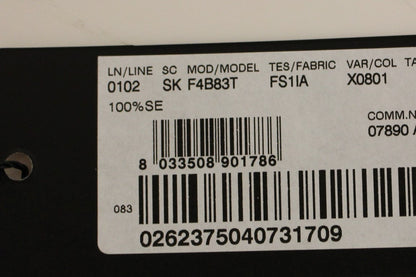 LN/LINE SC MOD/MODEL TES/FABRIC VAR/COL TA
0102 SK F4B83T FS1IA X0801
100%SE
COMM.N
07890 A
8 033508 901786
083
0262375040731709